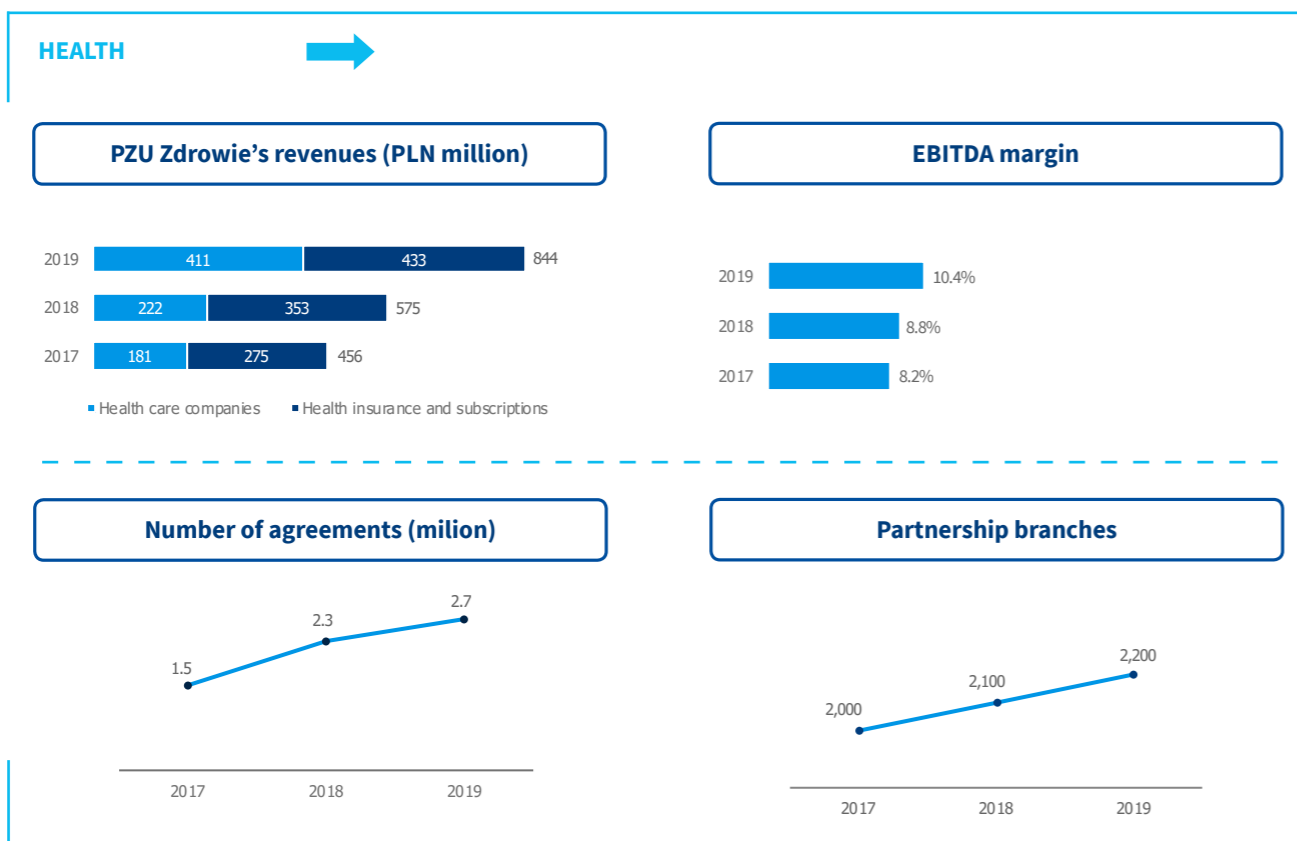 HEALTH
PZU Zdrowie’s revenues (PLN million)
2019 411 433 844
2018 222 353 575
2017 181 275 456
Health care companies Health insurance and subscriptions
EBITDA margin
2019 10.4%
2018 8.8%
2017 8.2%
Number of agreements (milion)
1.5 2.3 2.7
2017 2018 2019
Partnership branches
2,000 2,100 2,200
2017 2018 2019